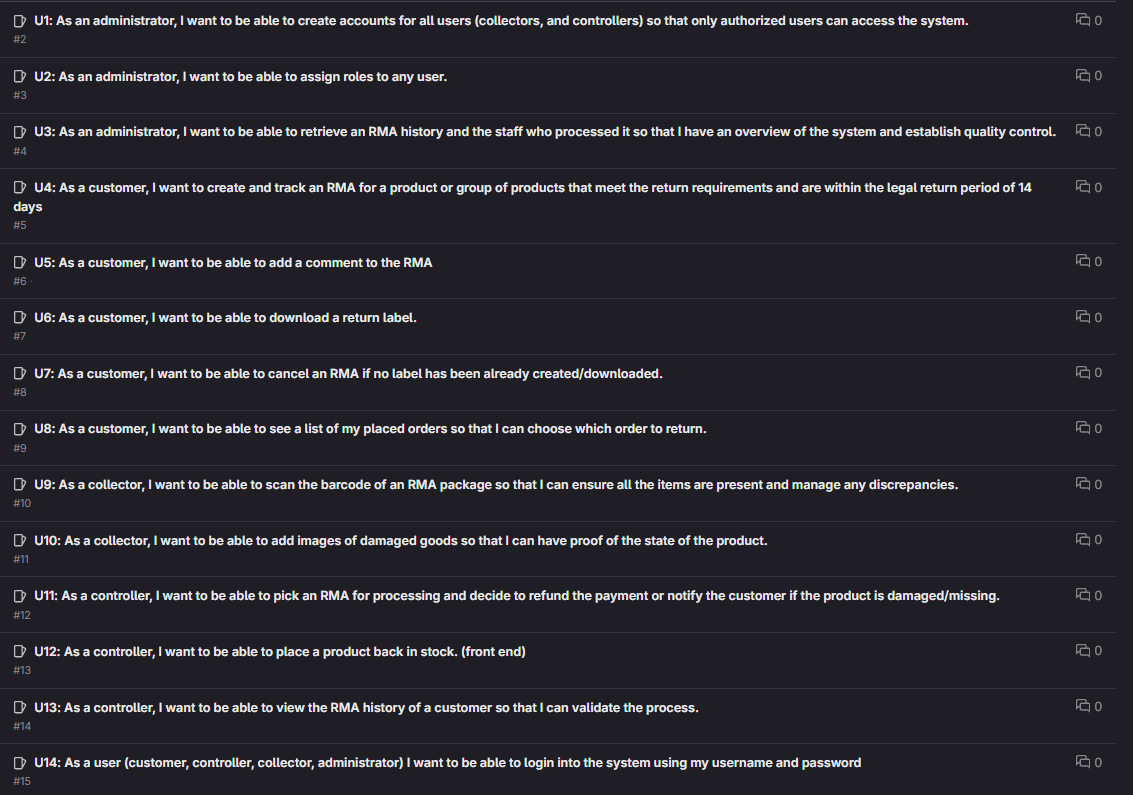 U1: As an administrator, I want to be able to create accounts for all users (collectors, and controllers) so that only authorized users can access the system.
0
#2
U2: As an administrator, I want to be able to assign roles to any user.
0
#3
U3: As an administrator, I want to be able to retrieve an RMA history and the staff who processed it so that I have an overview of the system and establish quality control.
0
#4
U4: As a customer, I want to create and track an RMA for a product or group of products that meet the return requirements and are within the legal return period of 14
0
days
#5
U5: As a customer, I want to be able to add a comment to the RMA
0
#6 ·
U6: As a customer, I want to be able to download a return label.
0
#7
U7: As a customer, I want to be able to cancel an RMA if no label has been already created/downloaded.
0
#8
U8: As a customer, I want to be able to see a list of my placed orders so that I can choose which order to return.
0
#9
U9: As a collector, I want to be able to scan the barcode of an RMA package so that I can ensure all the items are present and manage any discrepancies.
0
#10
U10: As a collector, I want to be able to add images of damaged goods so that I can have proof of the state of the product.
0
#11
U11: As a controller, I want to be able to pick an RMA for processing and decide to refund the payment or notify the customer if the product is damaged/missing.
0
#12
U12: As a controller, I want to be able to place a product back in stock. (front end)
0
#13
U13: As a controller, I want to be able to view the RMA history of a customer so that I can validate the process.
0
#14
U14: As a user (customer, controller, collector, administrator) I want to be able to login into the system using my username and password
0
#15